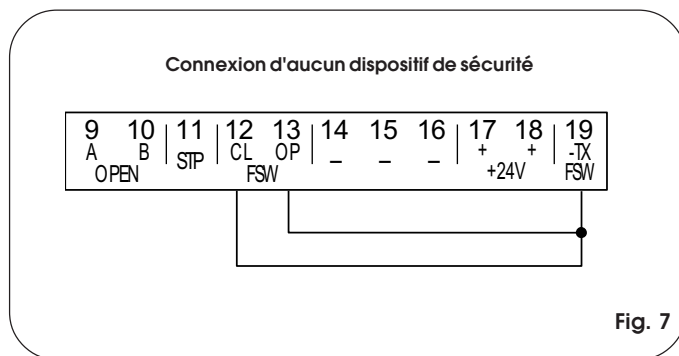 Connexion d'aucun dispositif de sécurité
9 10 11 12 13 14 15 16 17 18 19
A B STP CL OP – – – + + -TX
OPEN FSW +24V FSW
Fig. 7